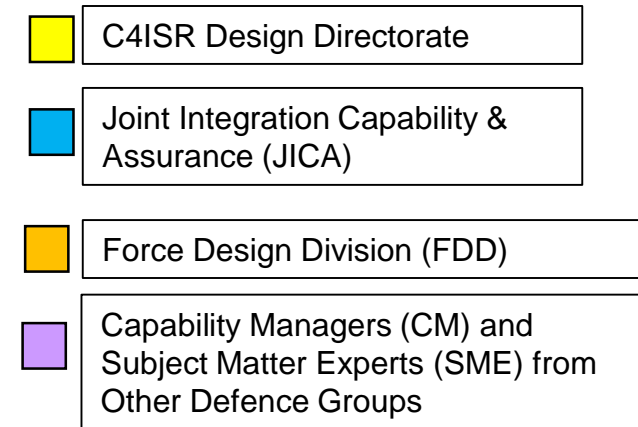 C4ISR Design Directorate
Joint Integration Capability &
Assurance (JICA)
Force Design Division (FDD)
Capability Managers (CM) and
Subject Matter Experts (SME) from
Other Defence Groups